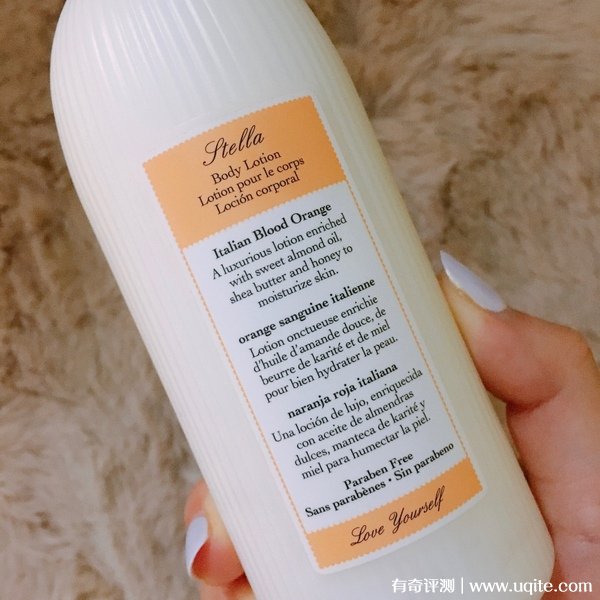 Stella
Body Lotion
Lotion pour le corps
Loción corporal
Italian Blood Orange
A luxurious lotion enriched
with sweet almond oil,
shea butter and honey to
moisturize skin.
orange sanguine italienne
Lotion onctueuse enrichie
d'huile d'amande douce, de
beurre de karité et de miel
pour bien hydrater la peau.
naranja roja italiana
Una loción de lujo, enriquecida
con aceite de almendras
dulces, manteca de karité y
miel para humectar la piel.
Paraben Free
Sans parabènes • Sin parabeno
Love Yourself
有奇评测 | www.uqite.com